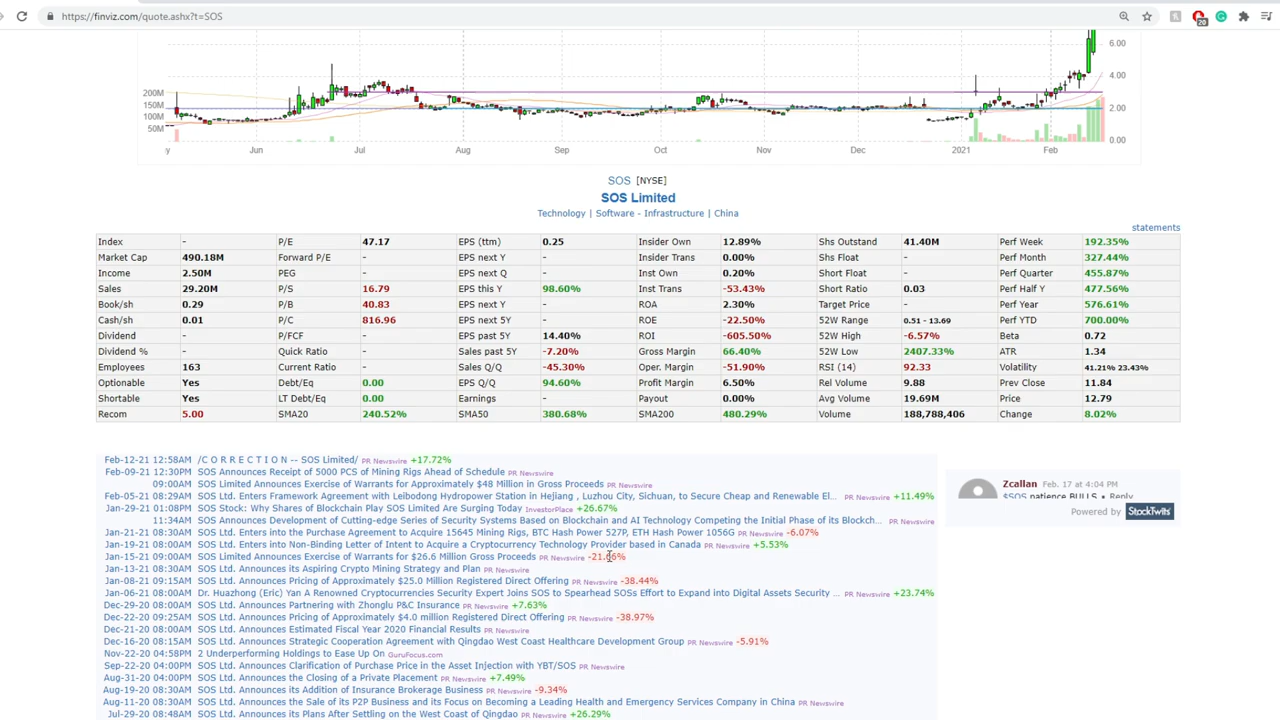 https://finviz.com/quote.ashx?t=SOS
20
6.00
4.00
200M
150M
2.00
100M
50M
0.00
y Jun Jul Aug Sep Oct Nov Dec 2021 Feb
SOS [NYSE]
SOS Limited
Technology | Software - Infrastructure | China
statements
Index - P/E 47.17 EPS (ttm) 0.25 Insider Own 12.89% Shs Outstand 41.40M Perf Week 192.35%
Market Cap 490.18M Forward P/E - EPS next Y - Insider Trans 0.00% Shs Float - Perf Month 327.44%
Income 2.50M PEG - EPS next Q - Inst Own 0.20% Short Float - Perf Quarter 455.87%
Sales 29.20M P/S 16.79 EPS this Y 98.60% Inst Trans -53.43% Short Ratio 0.03 Perf Half Y 477.56%
Book/sh 0.29 P/B 40.83 EPS next Y - ROA 2.30% Target Price - Perf Year 576.61%
Cash/sh 0.01 P/C 816.96 EPS next 5Y - ROE -22.50% 52W Range 0.51 - 13.69 Perf YTD 700.00%
Dividend - P/FCF - EPS past 5Y 14.40% ROI -605.50% 52W High -6.57% Beta 0.72
Dividend % - Quick Ratio - Sales past 5Y -7.20% Gross Margin 66.40% 52W Low 2407.33% ATR 1.34
Employees 163 Current Ratio - Sales Q/Q -45.30% Oper. Margin -51.90% RSI (14) 92.33 Volatility 41.21% 23.43%
Optionable Yes Debt/Eq 0.00 EPS Q/Q 94.60% Profit Margin 6.50% Rel Volume 9.88 Prev Close 11.84
Shortable Yes LT Debt/Eq 0.00 Earnings - Payout 0.00% Avg Volume 19.69M Price 12.79
Recom 5.00 SMA20 240.52% SMA50 380.68% SMA200 480.29% Volume 188,788,406 Change 8.02%
Feb-12-21 12:58AM /C O R R E C T I O N -- SOS Limited/ PR Newswire +17.72%
Feb-09-21 12:30PM SOS Announces Receipt of 5000 PCS of Mining Rigs Ahead of Schedule PR Newswire
09:00AM SOS Limited Announces Exercise of Warrants for Approximately $48 Million in Gross Proceeds PR Newswire
Feb-05-21 08:29AM SOS Ltd. Enters Framework Agreement with Leibodong Hydropower Station in Hejiang , Luzhou City, Sichuan, to Secure Cheap and Renewable El... PR Newswire +11.49%
Jan-29-21 01:08PM SOS Stock: Why Shares of Blockchain Play SOS Limited Are Surging Today InvestorPlace +26.67%
11:34AM SOS Announces Development of Cutting-edge Series of Security Systems Based on Blockchain and AI Technology Competing the Initial Phase of its Blockch... PR Newswire
Jan-21-21 08:30AM SOS Ltd. Enters into the Purchase Agreement to Acquire 15645 Mining Rigs, BTC Hash Power 527P, ETH Hash Power 1056G PR Newswire -6.07%
Jan-19-21 08:00AM SOS Ltd. Enters into Non-Binding Letter of Intent to Acquire a Cryptocurrency Technology Provider based in Canada PR Newswire +5.53%
Jan-15-21 09:00AM SOS Limited Announces Exercise of Warrants for $26.6 Million Gross Proceeds PR Newswire
Jan-13-21 08:30AM SOS Ltd. Announces its Aspiring Crypto Mining Strategy and Plan PR Newswire
Jan-08-21 09:15AM SOS Ltd. Announces Pricing of Approximately $25.0 Million Registered Direct Offering PR Newswire -38.44%
Jan-06-21 08:00AM Dr. Huazhong (Eric) Yan A Renowned Cryptocurrencies Security Expert Joins SOS to Spearhead SOSs Effort to Expand into Digital Assets Security ... PR Newswire +23.74%
Dec-29-20 08:00AM SOS Ltd. Announces Partnering with Zhonglu P&C Insurance PR Newswire +7.63%
Dec-22-20 09:25AM SOS Ltd. Announces Pricing of Approximately $4.0 million Registered Direct Offering PR Newswire -38.97%
Dec-21-20 08:00AM SOS Ltd. Announces Estimated Fiscal Year 2020 Financial Results PR Newswire
Dec-16-20 08:15AM SOS Ltd. Announces Strategic Cooperation Agreement with Qingdao West Coast Healthcare Development Group PR Newswire -5.91%
Nov-22-20 04:58PM 2 Underperforming Holdings to Ease Up On GuruFocus.com
Sep-22-20 04:00PM SOS Ltd. Announces Clarification of Purchase Price in the Asset Injection with YBT/SOS PR Newswire
Aug-31-20 04:00PM SOS Ltd. Announces the Closing of a Private Placement PR Newswire +7.49%
Aug-19-20 08:30AM SOS Ltd. Announces its Addition of Insurance Brokerage Business PR Newswire -9.34%
Aug-11-20 08:30AM SOS Ltd. Announces the Sale of its P2P Business and its Focus on Becoming a Leading Health and Emergency Services Company in China PR Newswire
Jul-29-20 08:48AM SOS Ltd. Announces its Plans After Settling on the West Coast of Qingdao PR Newswire +26.29%
Zcallan Feb. 17 at 4:04 PM
$SOS patience BULLS • Reply
Powered by StockTwits